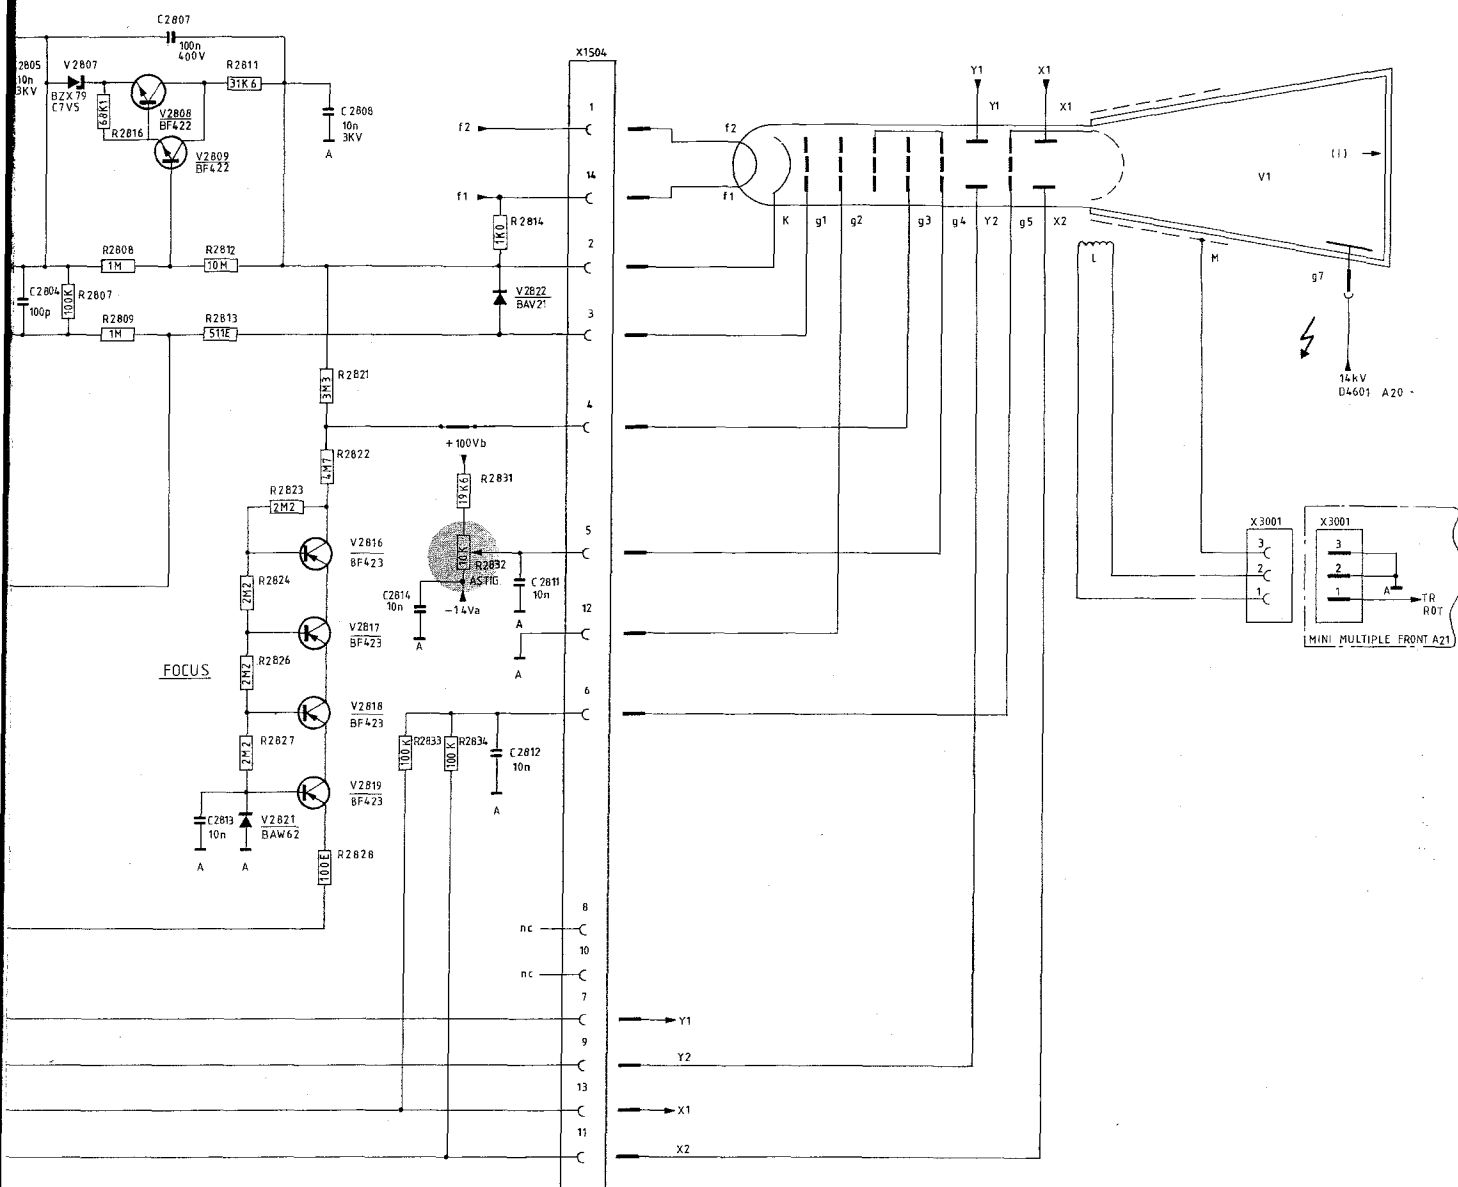 C2807
100n
400V
2805
10n
3KV
V2807
BZX79
C7V5
R2811
31K6
68K1
R2816
V2808
BF422
V2809
BF422
C2808
10n
3KV
A
X1504
1
f2
14
f1
R2814
1K0
2
R2808
1M
R2812
10M
C2804
100p
100K
R2807
V2822
BAV21
3
R2809
1M
R2813
511E
R2821
3M3
4
R2822
4M7
+100Vb
R2831
19K6
R2823
2M2
5
10K
R2832
ASTIG.
-14Va
C2811
10n
A
C2814
10n
A
V2816
BF423
R2824
2M2
12
A
V2817
BF423
FOCUS
R2826
2M2
6
V2818
BF423
R2827
2M2
100K
R2833
100K
R2834
C2812
10n
A
V2819
BF423
C2813
10n
A
V2821
BAW62
A
R2828
100E
8
nc
10
nc
7
Y1
9
Y2
13
X1
11
X2
f2
f1
K
g1
g2
g3
g4
Y2
g5
X2
Y1
Y1
X1
X1
(I)
V1
L
M
g7
14kV
D4601 A20
X3001
3
2
1
X3001
3
2
1
A
TR
ROT
MINI MULTIPLE FRONT A21